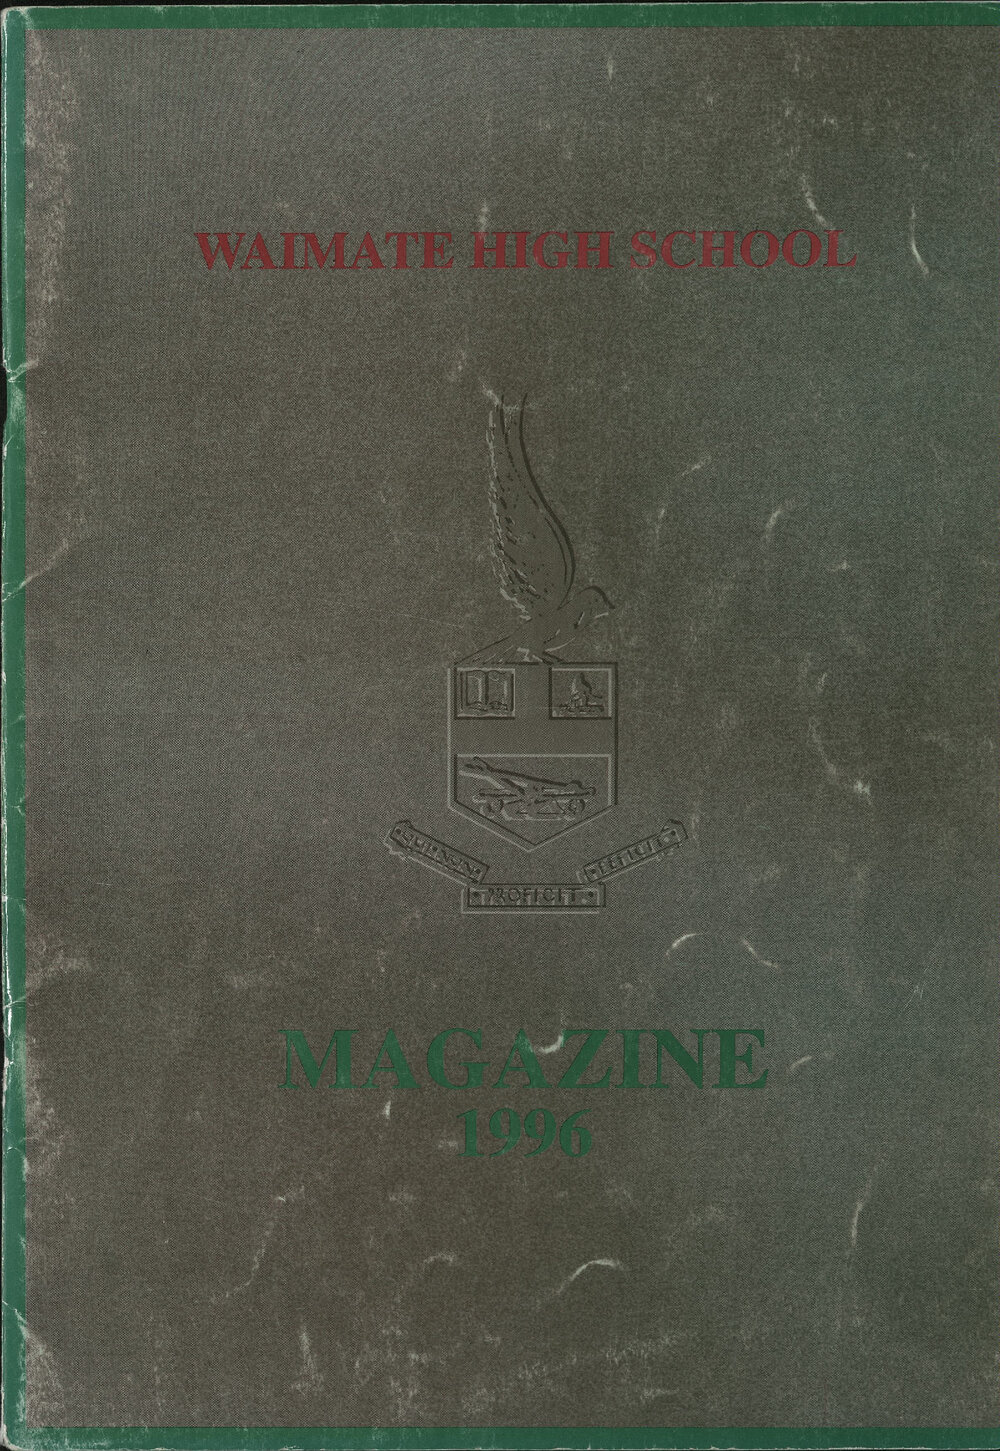 WAIMATE HIGH SCHOOL
PROFICIT
MAGAZINE
1996